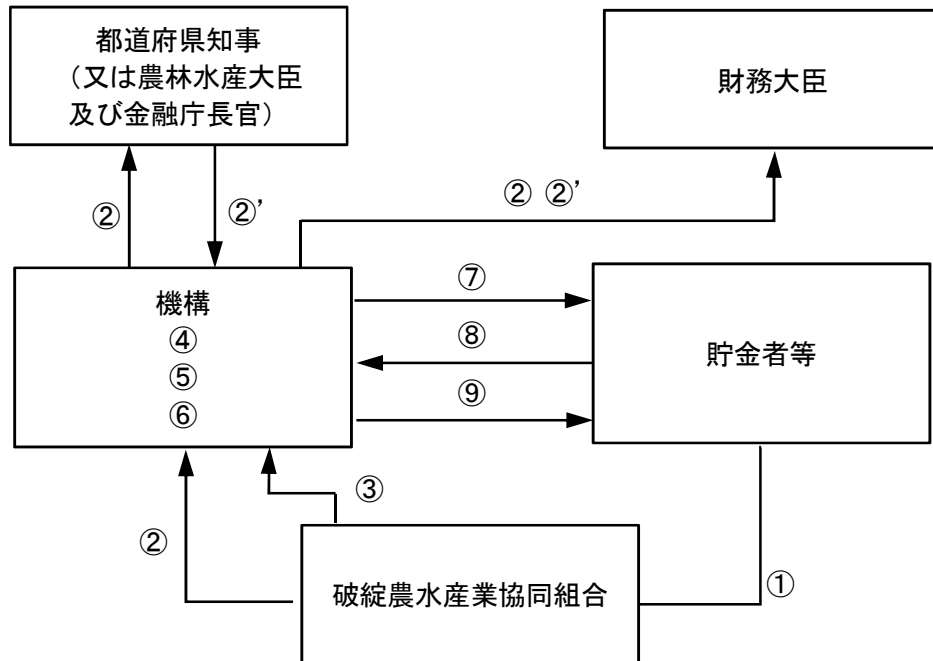 都道府県知事
（又は農林水産大臣
及び金融庁長官）
財務大臣
②
②’
② ②’
機構
④
⑤
⑥
⑦
⑧
⑨
貯金者等
③
②
破綻農水産業協同組合
①